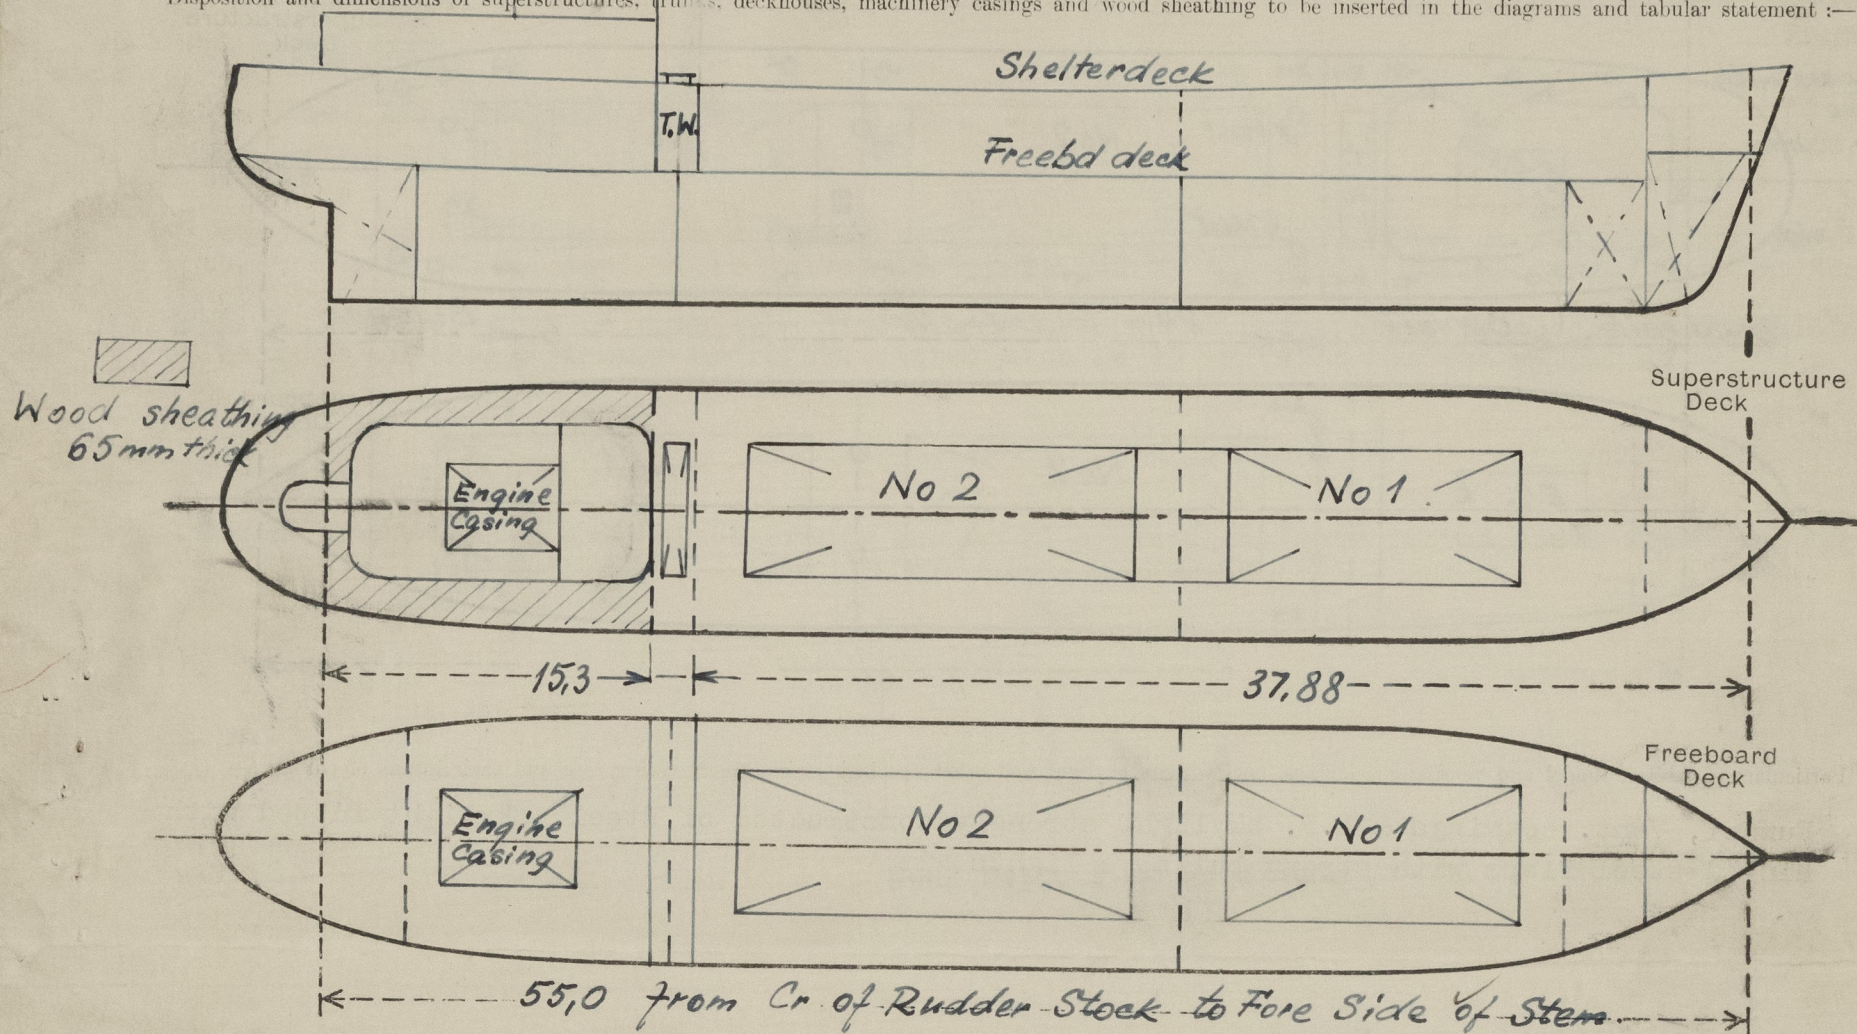 Disposition and dimensions of superstructures, trunks, deckhouses, machinery casings and wood sheathing to be inserted in the diagrams and tabular statement :—
Shelterdeck
T.W.
Freebd deck
Superstructure
Deck
Wood sheathing
65mm thick
Engine
Casing
No 2
No 1
15,3
37,88
Freeboard
Deck
Engine
Casing
No 2
No 1
55,0 from Cr of Rudder Stock to Fore Side of Stem.